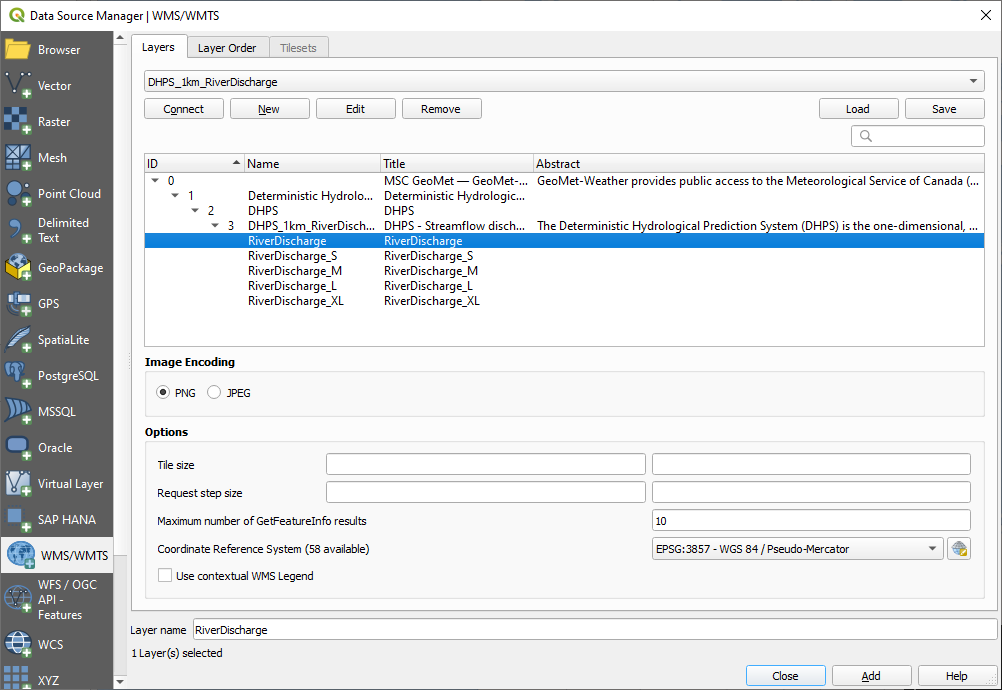 Data Source Manager | WMS/WMTS
Browser
Vector
Raster
Mesh
Point Cloud
Delimited
Text
GeoPackage
GPS
SpatiaLite
PostgreSQL
MSSQL
Oracle
Virtual Layer
SAP HANA
WMS/WMTS
WFS / OGC
API -
Features
WCS
XYZ
Layers Layer Order Tilesets
DHPS_1km_RiverDischarge
Connect New Edit Remove Load Save
ID Name Title Abstract
0 MSC GeoMet — GeoMet-... GeoMet-Weather provides public access to the Meteorological Service of Canada (...
1 Deterministic Hydrolo... Deterministic Hydrologic...
2 DHPS DHPS
3 DHPS_1km_RiverDisch... DHPS - Streamflow disch... The Deterministic Hydrological Prediction System (DHPS) is the one-dimensional, ...
RiverDischarge RiverDischarge
RiverDischarge_S RiverDischarge_S
RiverDischarge_M RiverDischarge_M
RiverDischarge_L RiverDischarge_L
RiverDischarge_XL RiverDischarge_XL
Image Encoding
PNG JPEG
Options
Tile size
Request step size
Maximum number of GetFeatureInfo results 10
Coordinate Reference System (58 available) EPSG:3857 - WGS 84 / Pseudo-Mercator
Use contextual WMS Legend
Layer name RiverDischarge
1 Layer(s) selected
Close Add Help